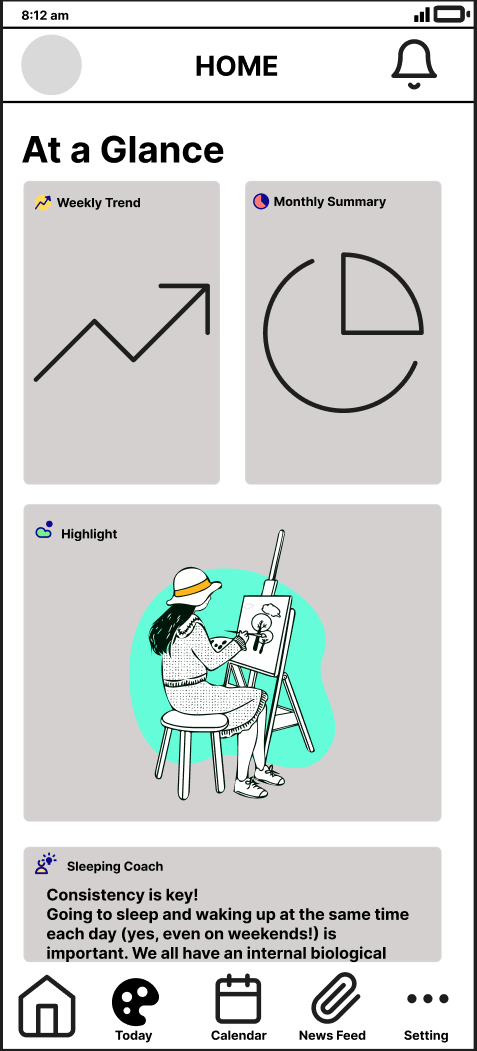 8:12 am
HOME
At a Glance
Weekly Trend
Monthly Summary
Highlight
Sleeping Coach
Consistency is key!
Going to sleep and waking up at the same time
each day (yes, even on weekends!) is
important. We all have an internal biological
Today
Calendar
News Feed
Setting